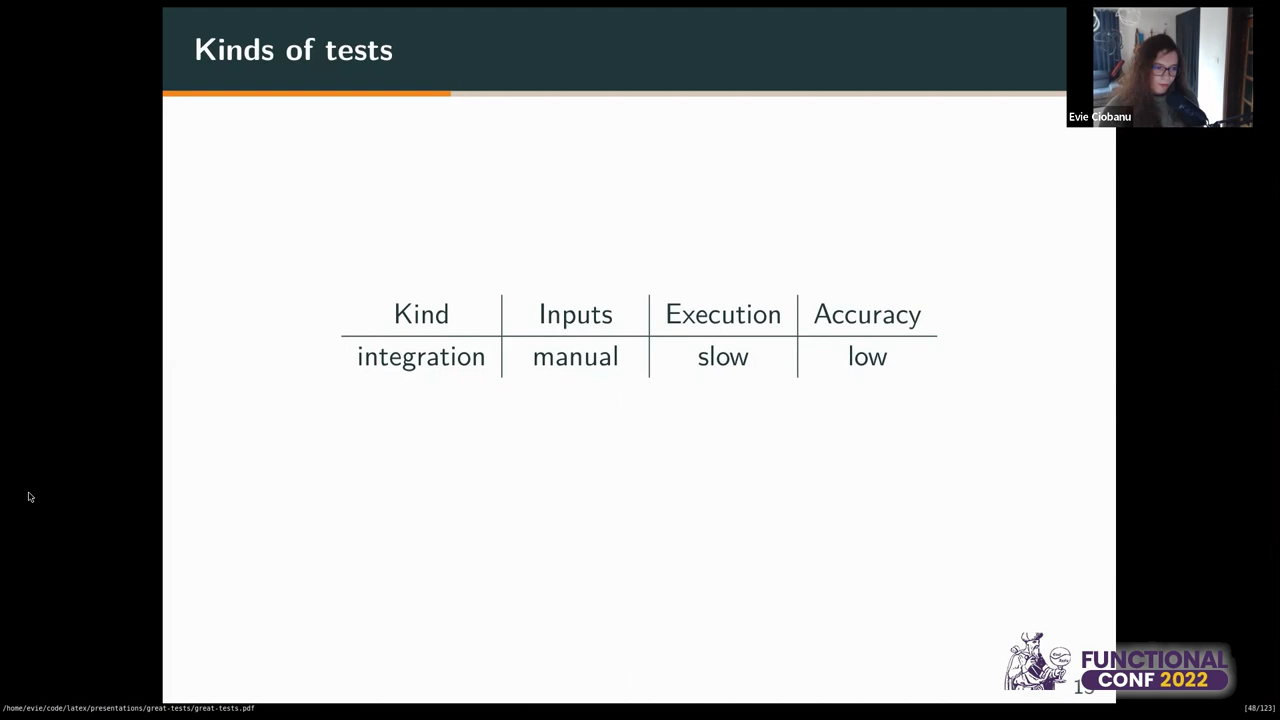 Kinds of tests
Evie Ciobanu
Kind Inputs Execution Accuracy
integration manual slow low
FUNCTIONAL
CONF 2022
/home/evie/code/latex/presentations/great-tests/great-tests.pdf
[48/123]